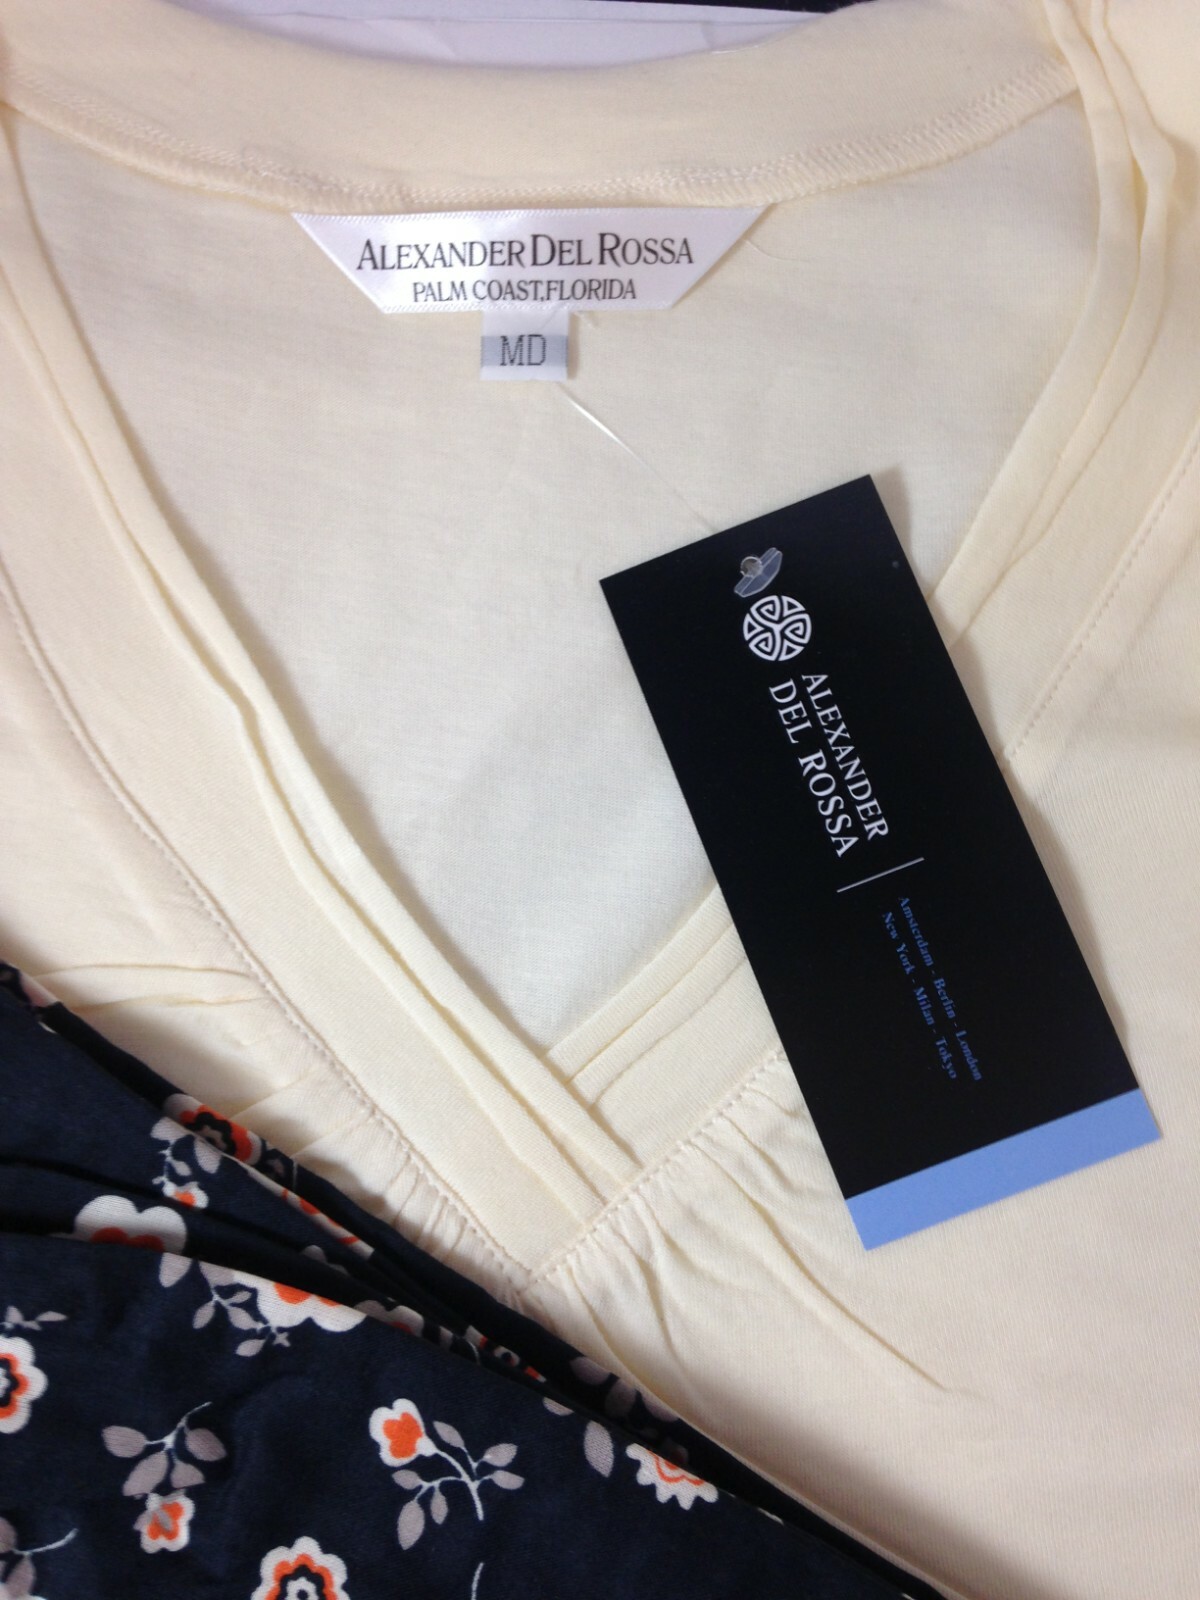 ALEXANDER DEL ROSSA
PALM COAST, FLORIDA
MD
ALEXANDER
DEL ROSSA
Amsterdam - Berlin - London
New York - Milan - Tokyo